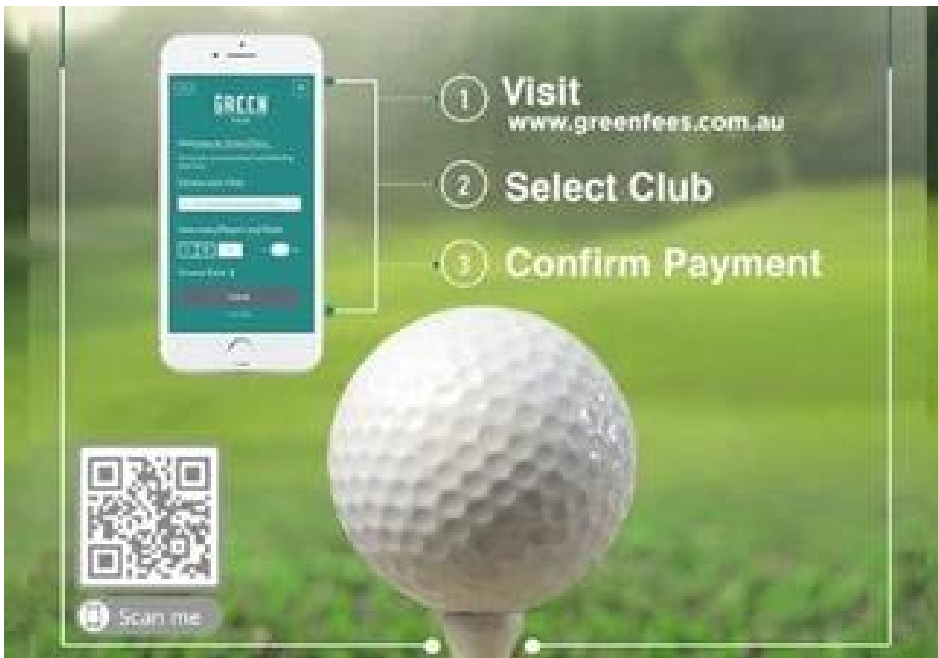 GREEN
1 Visit
www.greenfees.com.au
2 Select Club
3 Confirm Payment
Scan me